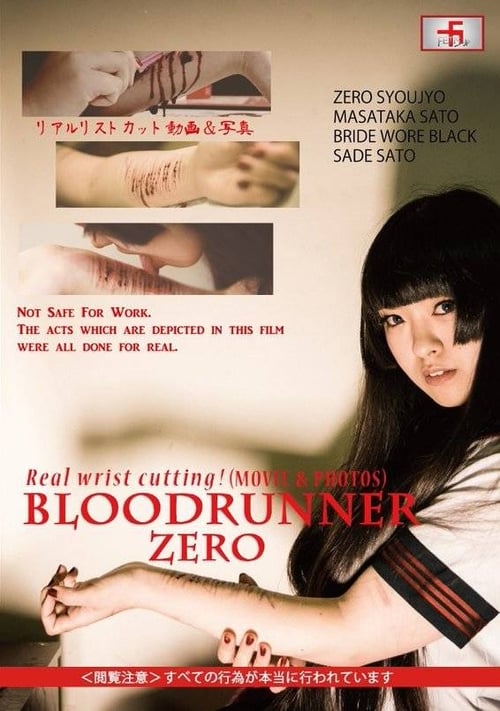 ZERO SYOUJYO
MASATAKA SATO
BRIDE WORE BLACK
SADE SATO
リアルリストカット動画&写真
NOT SAFE FOR WORK.
THE ACTS WHICH ARE DEPICTED IN THIS FILM
WERE ALL DONE FOR REAL.
Real wrist cutting! (MOVIE & PHOTOS)
BLOODRUNNER
ZERO
<閲覧注意>すべての行為が本当に行われています